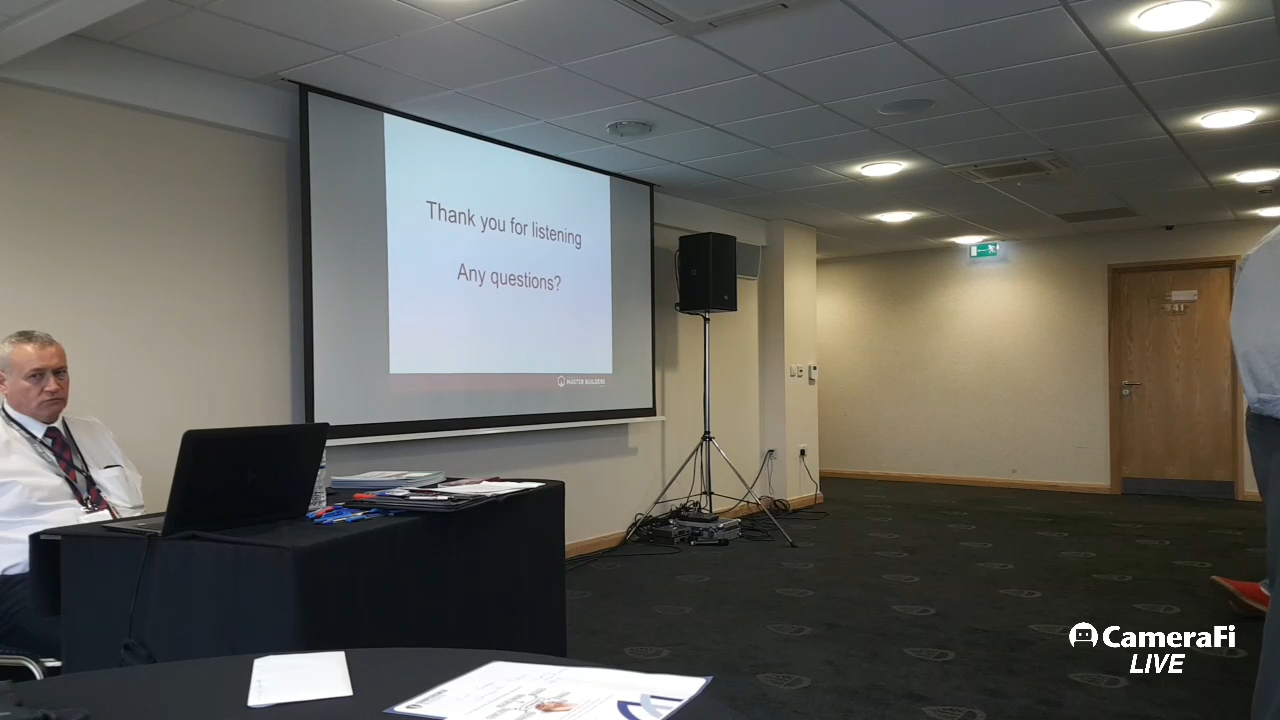 Thank you for listening
Any questions?
MASTER BUILDERS
CameraFi
LIVE